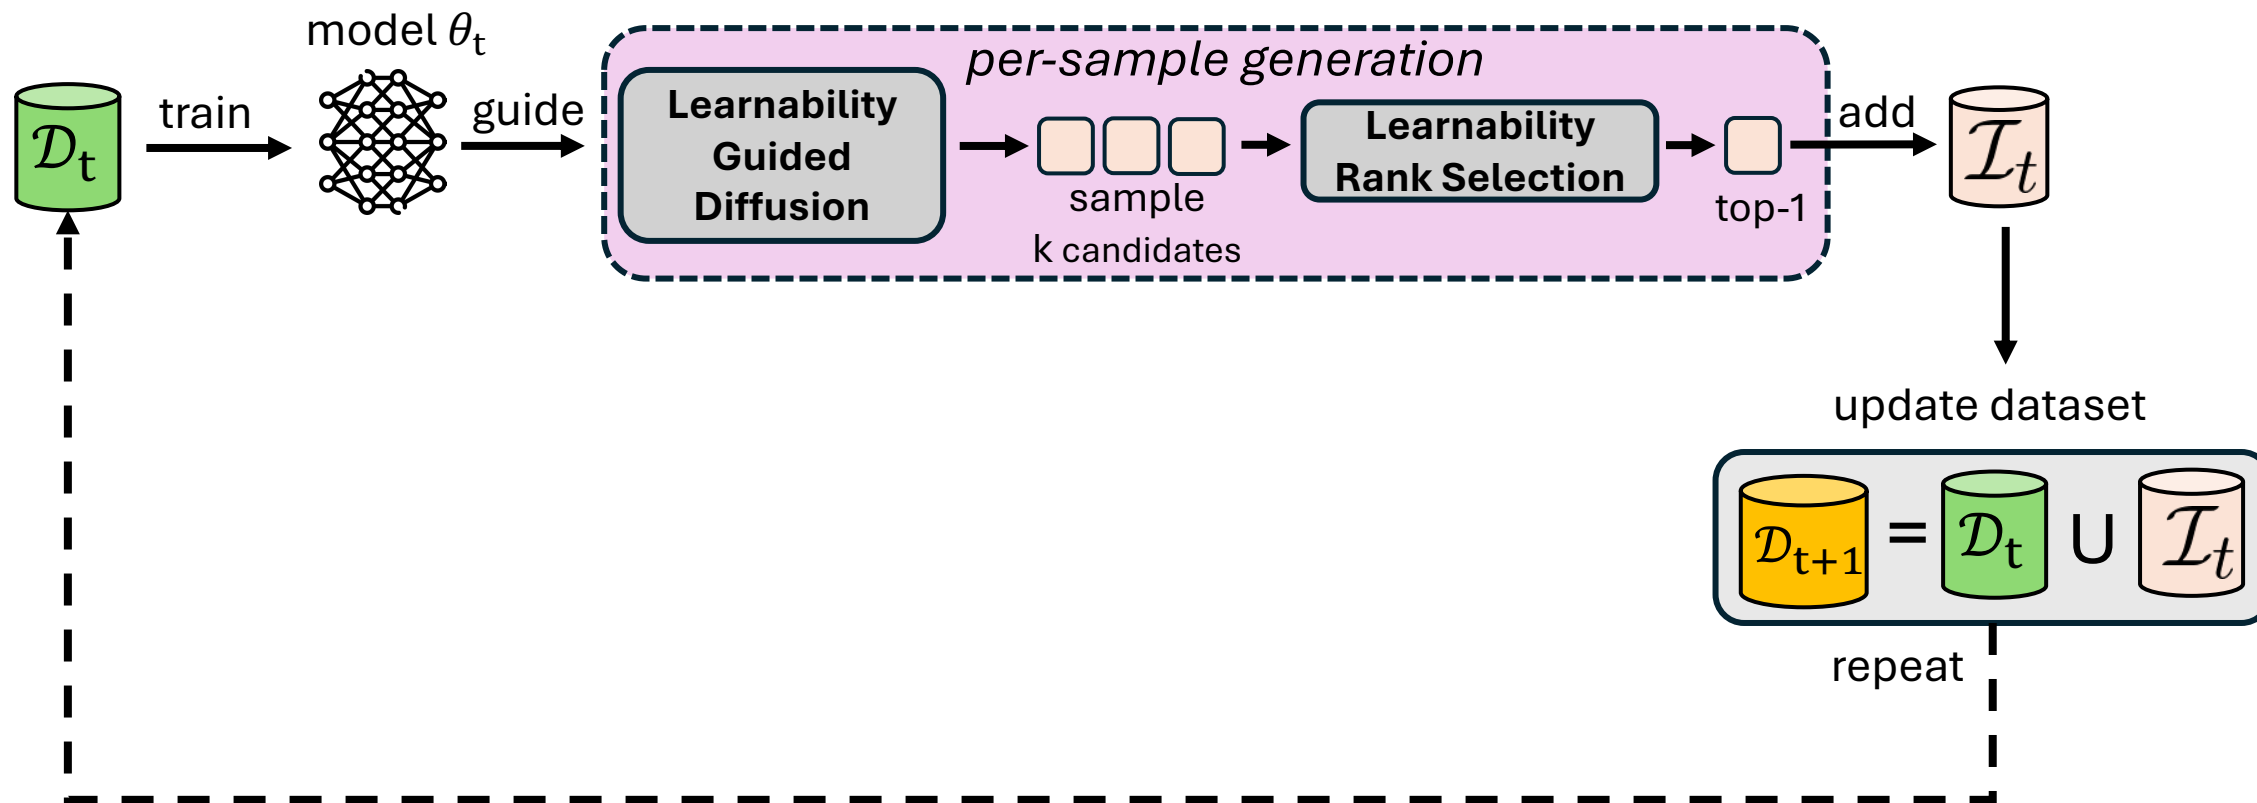 model θt
per-sample generation
𝒟t
train
guide
Learnability
Guided
Diffusion
sample
k candidates
Learnability
Rank Selection
top-1
add
ℐt
update dataset
𝒟t+1 = 𝒟t ∪ ℐt
repeat